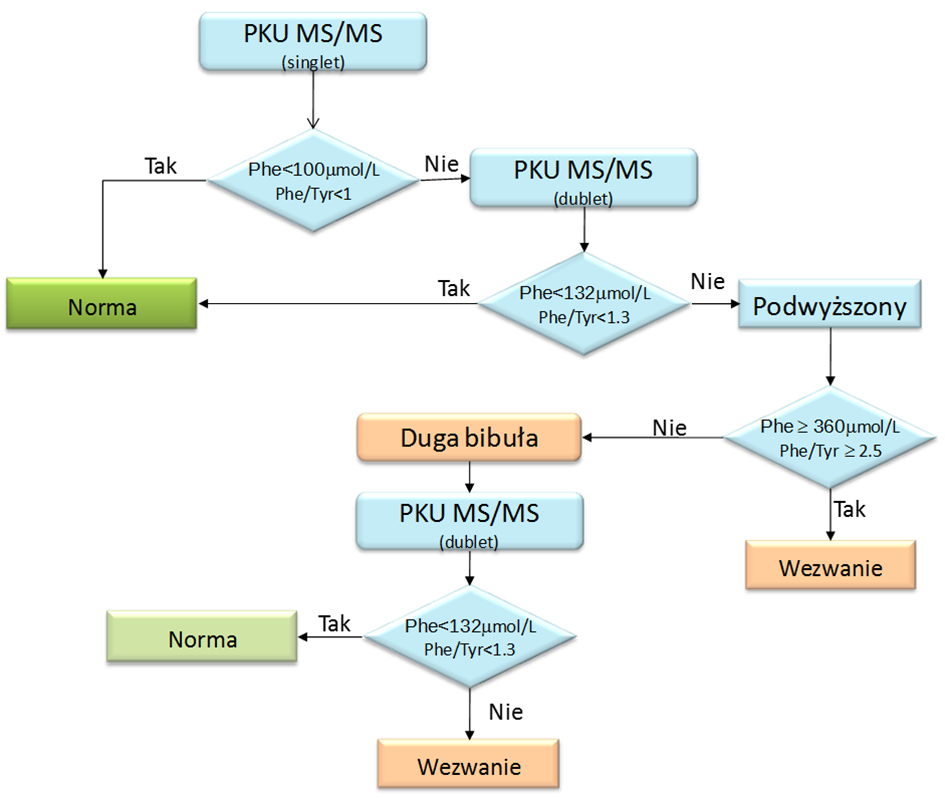 PKU MS/MS
(singlet)
Phe<100µmol/L
Phe/Tyr<1
Tak
Nie
PKU MS/MS
(dublet)
Norma
Tak
Phe<132µmol/L
Phe/Tyr<1.3
Nie
Podwyższony
Phe ≥ 360µmol/L
Phe/Tyr ≥ 2.5
Nie
Duga bibuła
Tak
Wezwanie
PKU MS/MS
(dublet)
Phe<132µmol/L
Phe/Tyr<1.3
Tak
Norma
Nie
Wezwanie